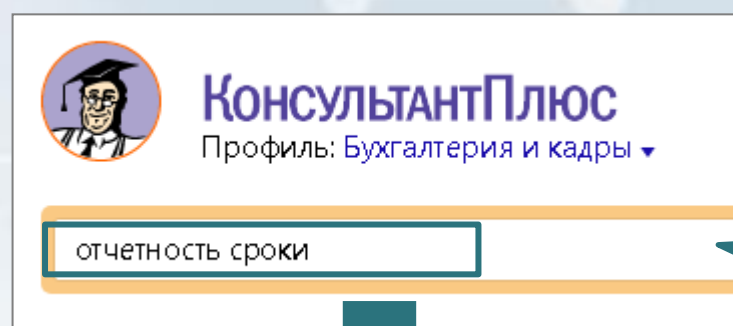 КонсультантПлюс
Профиль: Бухгалтерия и кадры
отчетность сроки